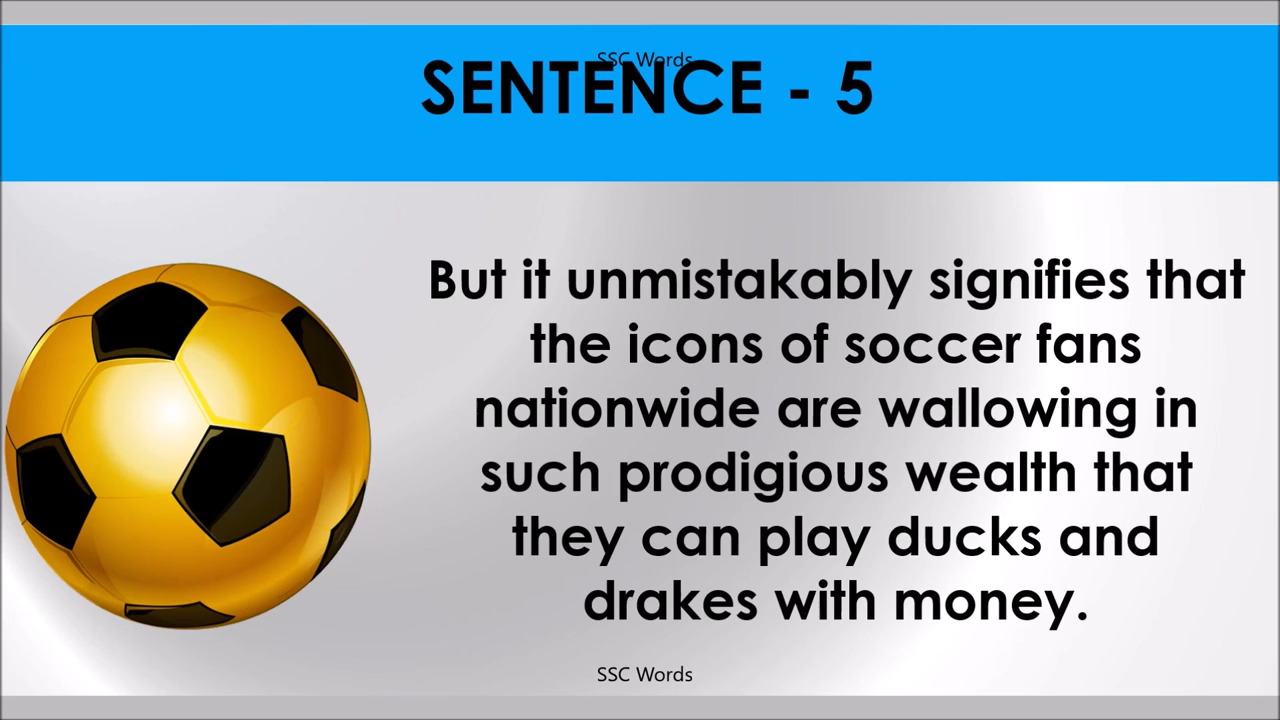 SSC Words
SENTENCE - 5
But it unmistakably signifies that
the icons of soccer fans
nationwide are wallowing in
such prodigious wealth that
they can play ducks and
drakes with money.
SSC Words